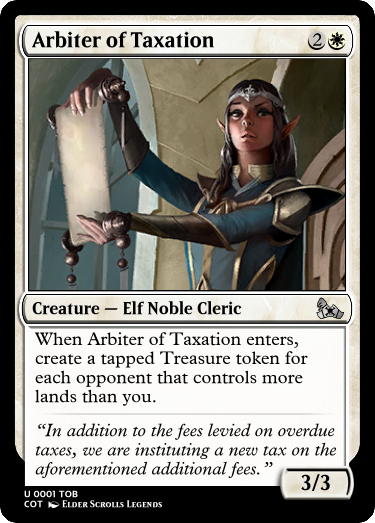 Arbiter of Taxation 2
Creature — Elf Noble Cleric
When Arbiter of Taxation enters,
create a tapped Treasure token for
each opponent that controls more
lands than you.
“In addition to the fees levied on overdue
taxes, we are instituting a new tax on the
aforementioned additional fees.”
3/3
U 0001 TOB
COT Elder Scrolls Legends